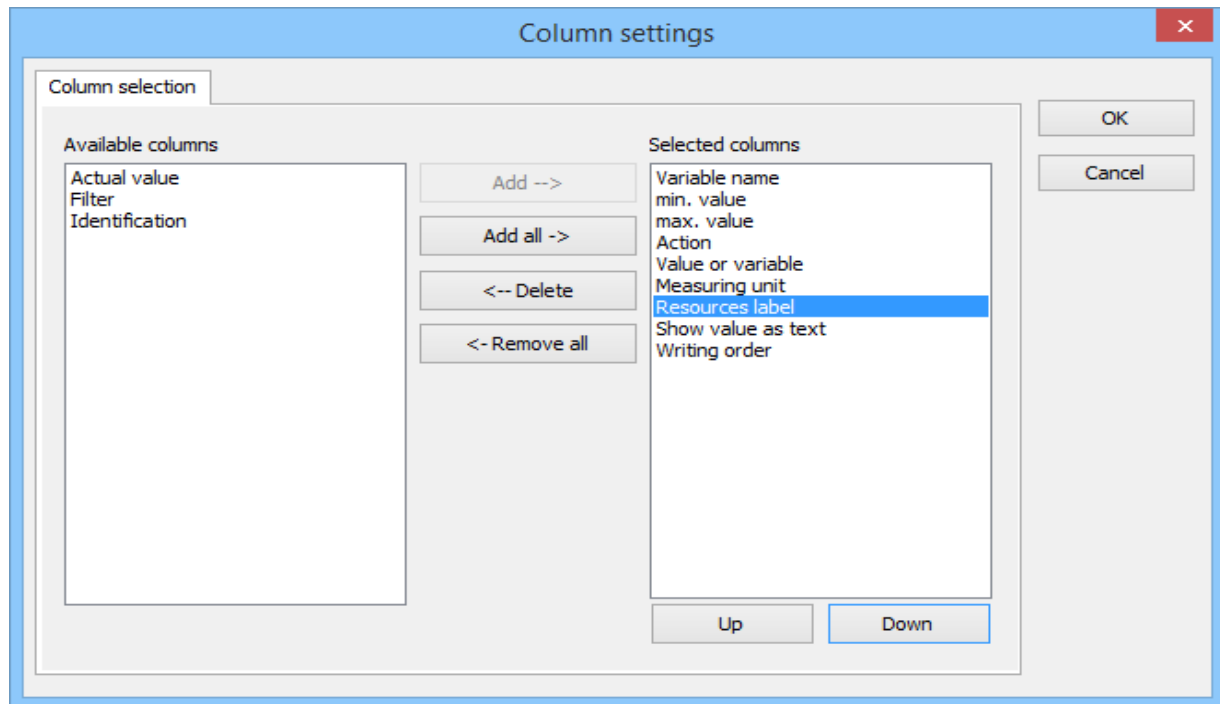 Column settings
Column selection
Available columns
Actual value
Filter
Identification
Add -->
Add all ->
<-- Delete
<- Remove all
Selected columns
Variable name
min. value
max. value
Action
Value or variable
Measuring unit
Resources label
Show value as text
Writing order
Up
Down
OK
Cancel